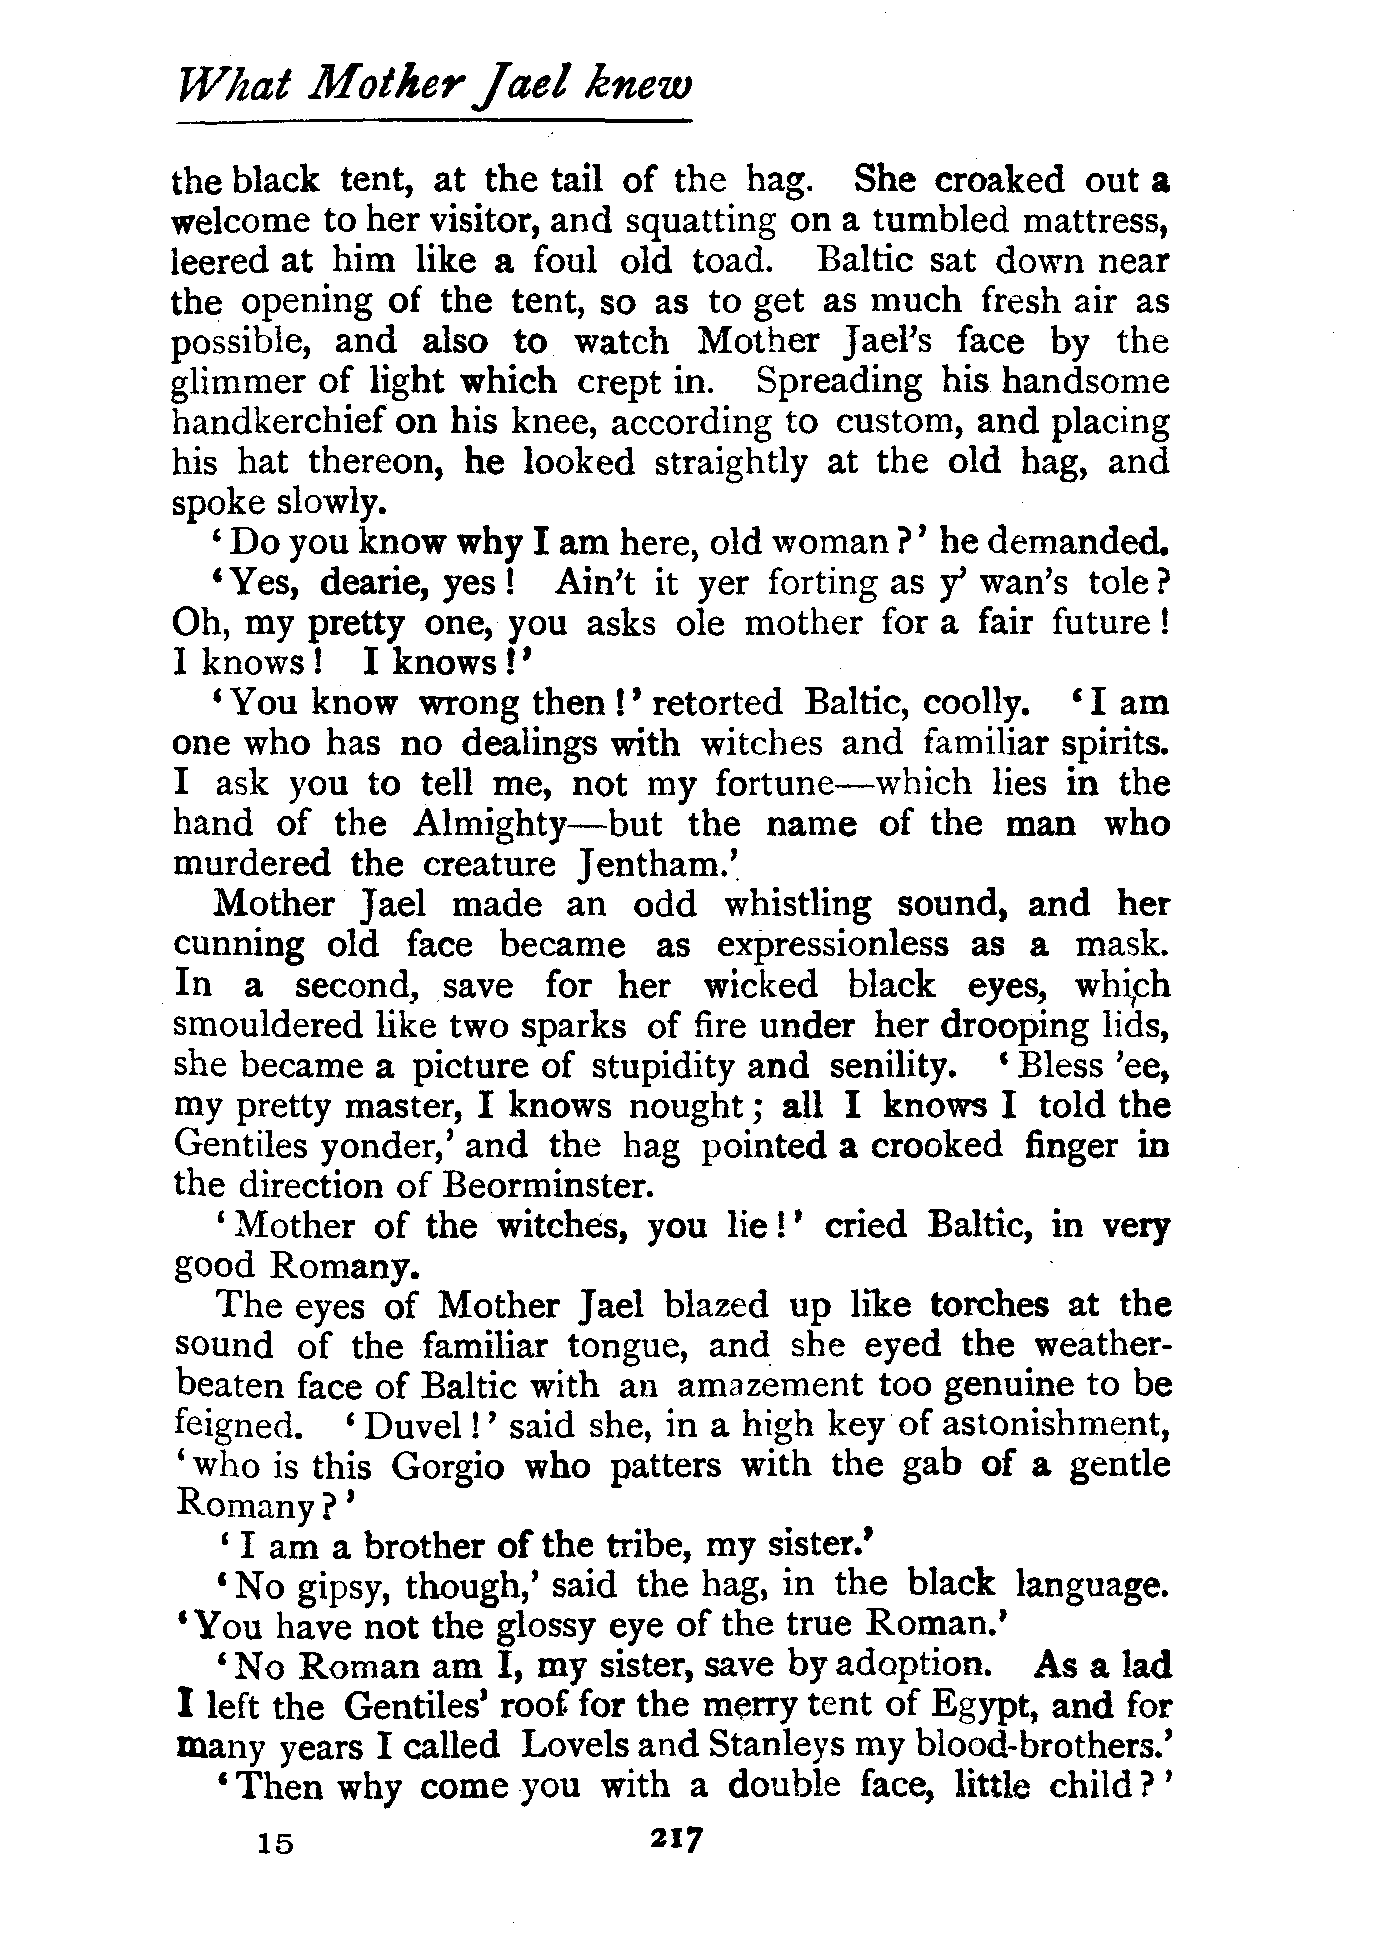 What Mother Jael knew
the black tent, at the tail of the hag. She croaked out a
welcome to her visitor, and squatting on a tumbled mattress,
leered at him like a foul old toad. Baltic sat down near
the opening of the tent, so as to get as much fresh air as
possible, and also to watch Mother Jael's face by the
glimmer of light which crept in. Spreading his handsome
handkerchief on his knee, according to custom, and placing
his hat thereon, he looked straightly at the old hag, and
spoke slowly.
‘Do you know why I am here, old woman?’ he demanded.
‘Yes, dearie, yes! Ain't it yer forting as y’ wan's tole?
Oh, my pretty one, you asks ole mother for a fair future!
I knows! I knows!’
‘You know wrong then!’ retorted Baltic, coolly. ‘I am
one who has no dealings with witches and familiar spirits.
I ask you to tell me, not my fortune—which lies in the
hand of the Almighty—but the name of the man who
murdered the creature Jentham.’
Mother Jael made an odd whistling sound, and her
cunning old face became as expressionless as a mask.
In a second, save for her wicked black eyes, which
smouldered like two sparks of fire under her drooping lids,
she became a picture of stupidity and senility. ‘Bless ’ee,
my pretty master, I knows nought; all I knows I told the
Gentiles yonder,’ and the hag pointed a crooked finger in
the direction of Beorminster.
‘Mother of the witches, you lie!’ cried Baltic, in very
good Romany.
The eyes of Mother Jael blazed up like torches at the
sound of the familiar tongue, and she eyed the weather-
beaten face of Baltic with an amazement too genuine to be
feigned. ‘Duvel!’ said she, in a high key of astonishment,
‘who is this Gorgio who patters with the gab of a gentle
Romany?’
‘I am a brother of the tribe, my sister.’
‘No gipsy, though,’ said the hag, in the black language.
‘You have not the glossy eye of the true Roman.’
‘No Roman am I, my sister, save by adoption. As a lad
I left the Gentiles’ roof for the merry tent of Egypt, and for
many years I called Lovels and Stanleys my blood-brothers.’
‘Then why come you with a double face, little child?’
15 217